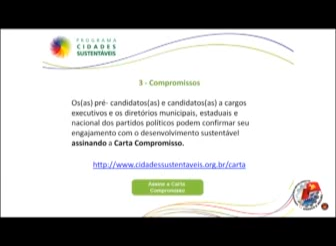 PROGRAMA
CIDADES
SUSTENTÁVEIS
3 - Compromissos
Os(as) pré- candidatos(as) e candidatos(as) a cargos
executivos e os diretórios municipais, estaduais e
nacional dos partidos políticos podem confirmar seu
engajamento com o desenvolvimento sustentável
assinando a Carta Compromisso.
http://www.cidadessustentaveis.org.br/carta
Assine a Carta
Compromisso